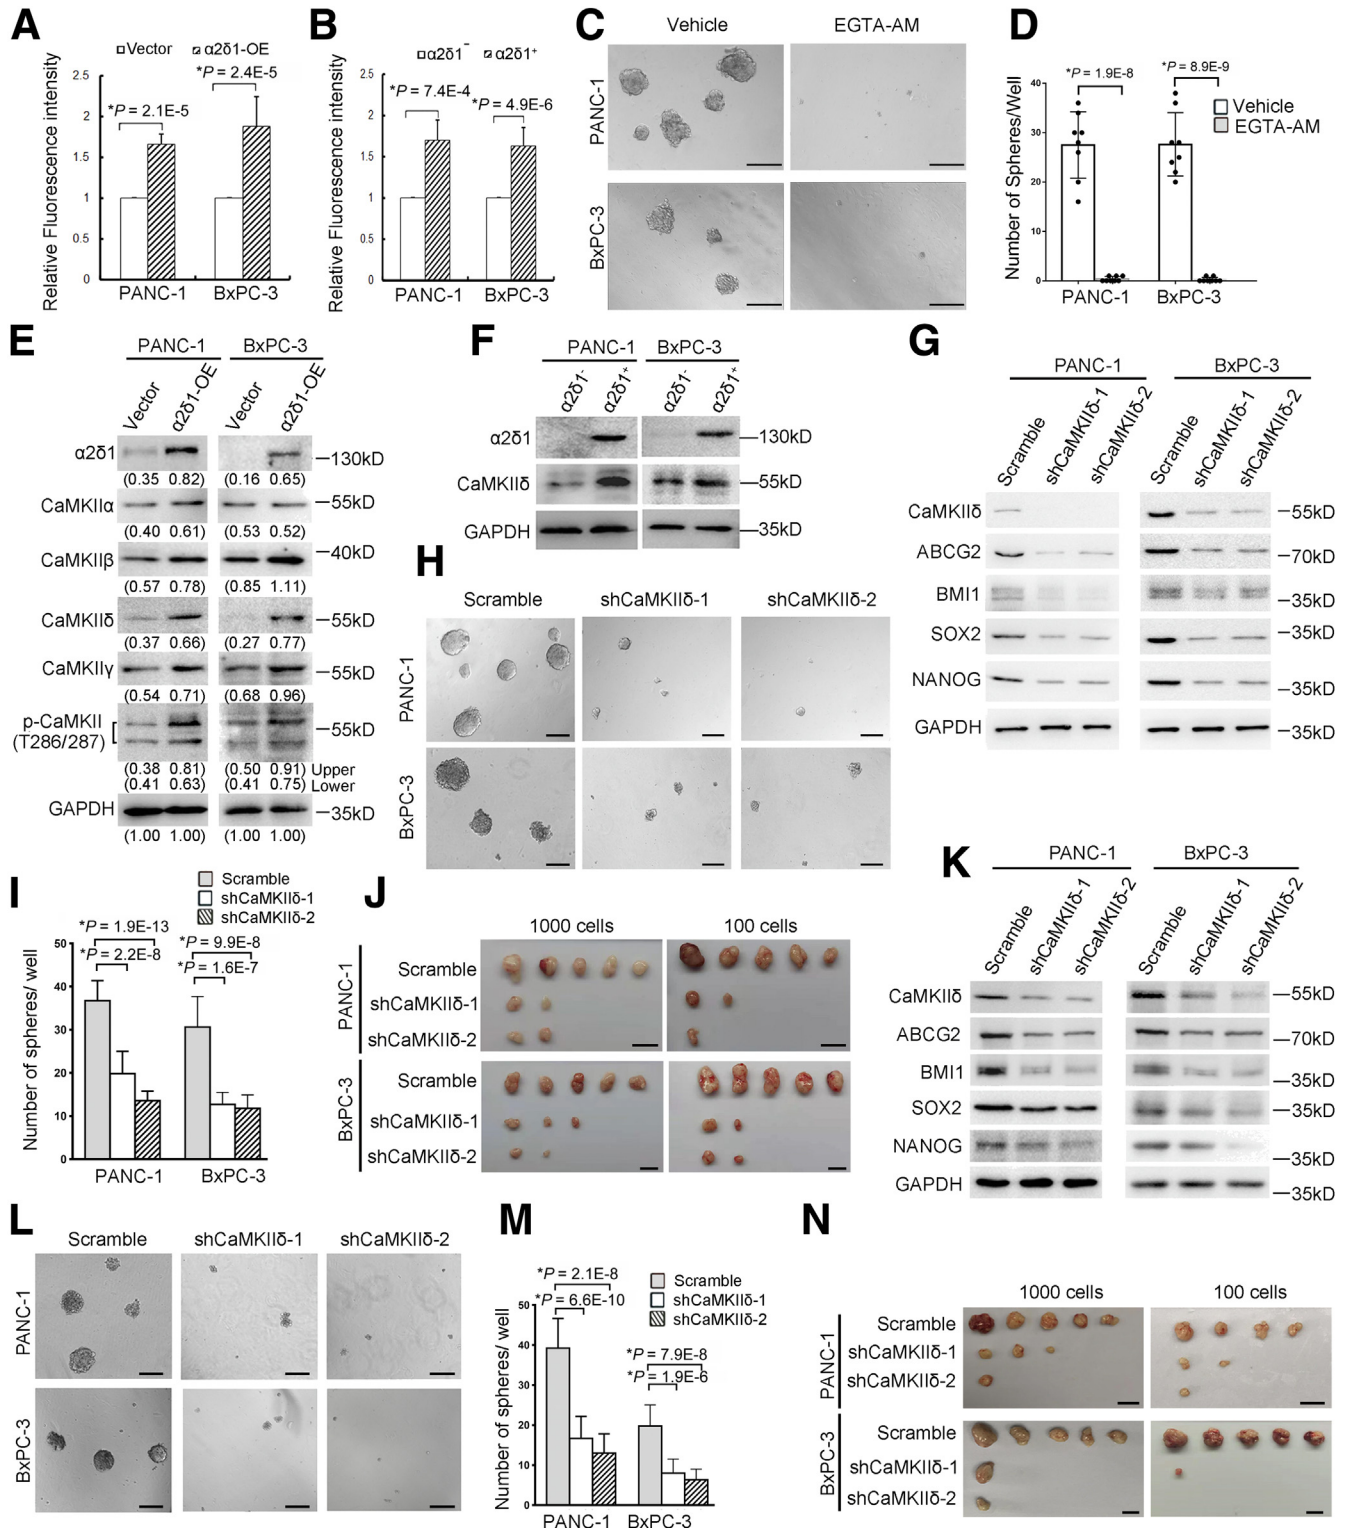 A
□Vector ▨ α2δ1-OE
Relative Fluorescence intensity
2.5
2
1.5
1
0.5
0
*P = 2.1E-5
*P = 2.4E-5
PANC-1 BxPC-3
B
□α2δ1⁻ ▨ α2δ1⁺
Relative Fluorescence intensity
2.5
2
1.5
1
0.5
0
*P = 7.4E-4
*P = 4.9E-6
PANC-1 BxPC-3
C
Vehicle EGTA-AM
PANC-1
BxPC-3
D
Number of Spheres/Well
40
30
20
10
0
*P = 1.9E-8
*P = 8.9E-9
Vehicle
EGTA-AM
PANC-1 BxPC-3
E
PANC-1 BxPC-3
Vector α2δ1-OE Vector α2δ1-OE
α2δ1 —130kD
(0.35 0.82) (0.16 0.65)
CaMKIIα —55kD
(0.40 0.61) (0.53 0.52)
CaMKIIβ —40kD
(0.57 0.78) (0.85 1.11)
CaMKIIδ —55kD
(0.37 0.66) (0.27 0.77)
CaMKIIγ —55kD
(0.54 0.71) (0.68 0.96)
p-CaMKII
(T286/287) —55kD
(0.38 0.81) (0.50 0.91) Upper
(0.41 0.63) (0.41 0.75) Lower
GAPDH —35kD
(1.00 1.00) (1.00 1.00)
F
PANC-1 BxPC-3
α2δ1⁻ α2δ1⁺ α2δ1⁻ α2δ1⁺
α2δ1 —130kD
CaMKIIδ —55kD
GAPDH —35kD
G
PANC-1 BxPC-3
Scramble shCaMKIIδ-1 shCaMKIIδ-2 Scramble shCaMKIIδ-1 shCaMKIIδ-2
CaMKIIδ —55kD
ABCG2 —70kD
BMI1 —35kD
SOX2 —35kD
NANOG —35kD
GAPDH —35kD
H
Scramble shCaMKIIδ-1 shCaMKIIδ-2
PANC-1
BxPC-3
I
Scramble
shCaMKIIδ-1
shCaMKIIδ-2
Number of spheres/ well
50
40
30
20
10
0
*P = 1.9E-13
*P = 2.2E-8
*P = 9.9E-8
*P = 1.6E-7
PANC-1 BxPC-3
J
1000 cells 100 cells
PANC-1
Scramble
shCaMKIIδ-1
shCaMKIIδ-2
BxPC-3
Scramble
shCaMKIIδ-1
shCaMKIIδ-2
K
PANC-1 BxPC-3
Scramble shCaMKIIδ-1 shCaMKIIδ-2 Scramble shCaMKIIδ-1 shCaMKIIδ-2
CaMKIIδ —55kD
ABCG2 —70kD
BMI1 —35kD
SOX2 —35kD
NANOG —35kD
GAPDH —35kD
L
Scramble shCaMKIIδ-1 shCaMKIIδ-2
PANC-1
BxPC-3
M
Scramble
shCaMKIIδ-1
shCaMKIIδ-2
Number of spheres/ well
50
40
30
20
10
0
*P = 2.1E-8
*P = 6.6E-10
*P = 7.9E-8
*P = 1.9E-6
PANC-1 BxPC-3
N
1000 cells 100 cells
PANC-1
Scramble
shCaMKIIδ-1
shCaMKIIδ-2
BxPC-3
Scramble
shCaMKIIδ-1
shCaMKIIδ-2